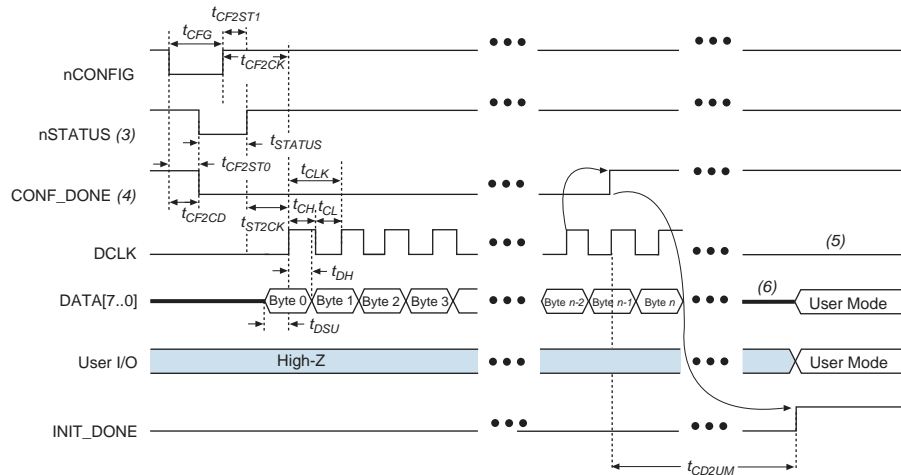 tCF2ST1
tCFG
tCF2CK
nCONFIG
nSTATUS (3)
tSTATUS
tCF2ST0
tCLK
CONF_DONE (4)
tCF2CD
tST2CK
tCH
tCL
DCLK
(5)
tDH
DATA[7..0]
Byte 0
Byte 1
Byte 2
Byte 3
Byte n-2
Byte n-1
Byte n
(6)
User Mode
tDSU
User I/O
High-Z
User Mode
INIT_DONE
tCD2UM